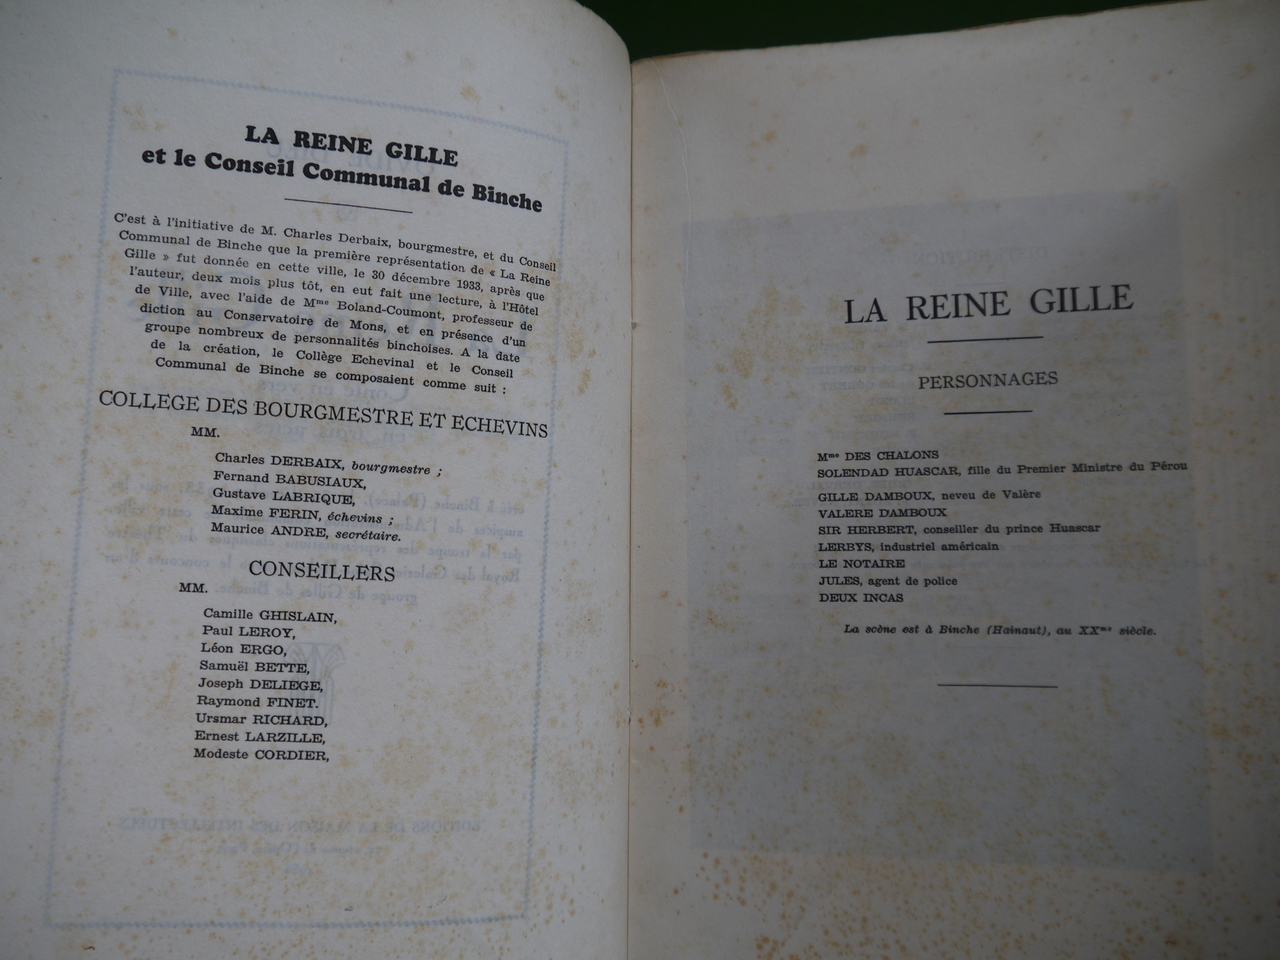 LA REINE GILLE
et le Conseil Communal de Binche
C'est à l'initiative de M. Charles Derbaix, bourgmestre, et du Conseil
Communal de Binche que la première représentation de « La Reine
Gille » fut donnée en cette ville, le 30 décembre 1933, après que
l'auteur, deux mois plus tôt, en eut fait une lecture, à l'Hôtel
de Ville, avec l'aide de Mme Boland-Coumont, professeur de
diction au Conservatoire de Mons, et en présence d'un
groupe nombreux de personnalités binchoises. A la date
de la création, le Collège Echevinal et le Conseil
Communal de Binche se composaient comme suit :
COLLEGE DES BOURGMESTRE ET ECHEVINS
MM.
Charles DERBAIX, bourgmestre ;
Fernand BABUSIAUX,
Gustave LABRIQUE,
Maxime FERIN, échevins ;
Maurice ANDRE, secrétaire.
CONSEILLERS
MM.
Camille GHISLAIN,
Paul LEROY,
Léon ERGO,
Samuël BETTE,
Joseph DELIEGE,
Raymond FINET.
Ursmar RICHARD,
Ernest LARZILLE,
Modeste CORDIER,
LA REINE GILLE
PERSONNAGES
Mme DES CHALONS
SOLENDAD HUASCAR, fille du Premier Ministre du Pérou
GILLE DAMBOUX, neveu de Valère
VALERE DAMBOUX
SIR HERBERT, conseiller du prince Huascar
LERBYS, industriel américain
LE NOTAIRE
JULES, agent de police
DEUX INCAS
La scène est à Binche (Hainaut), au XXme siècle.